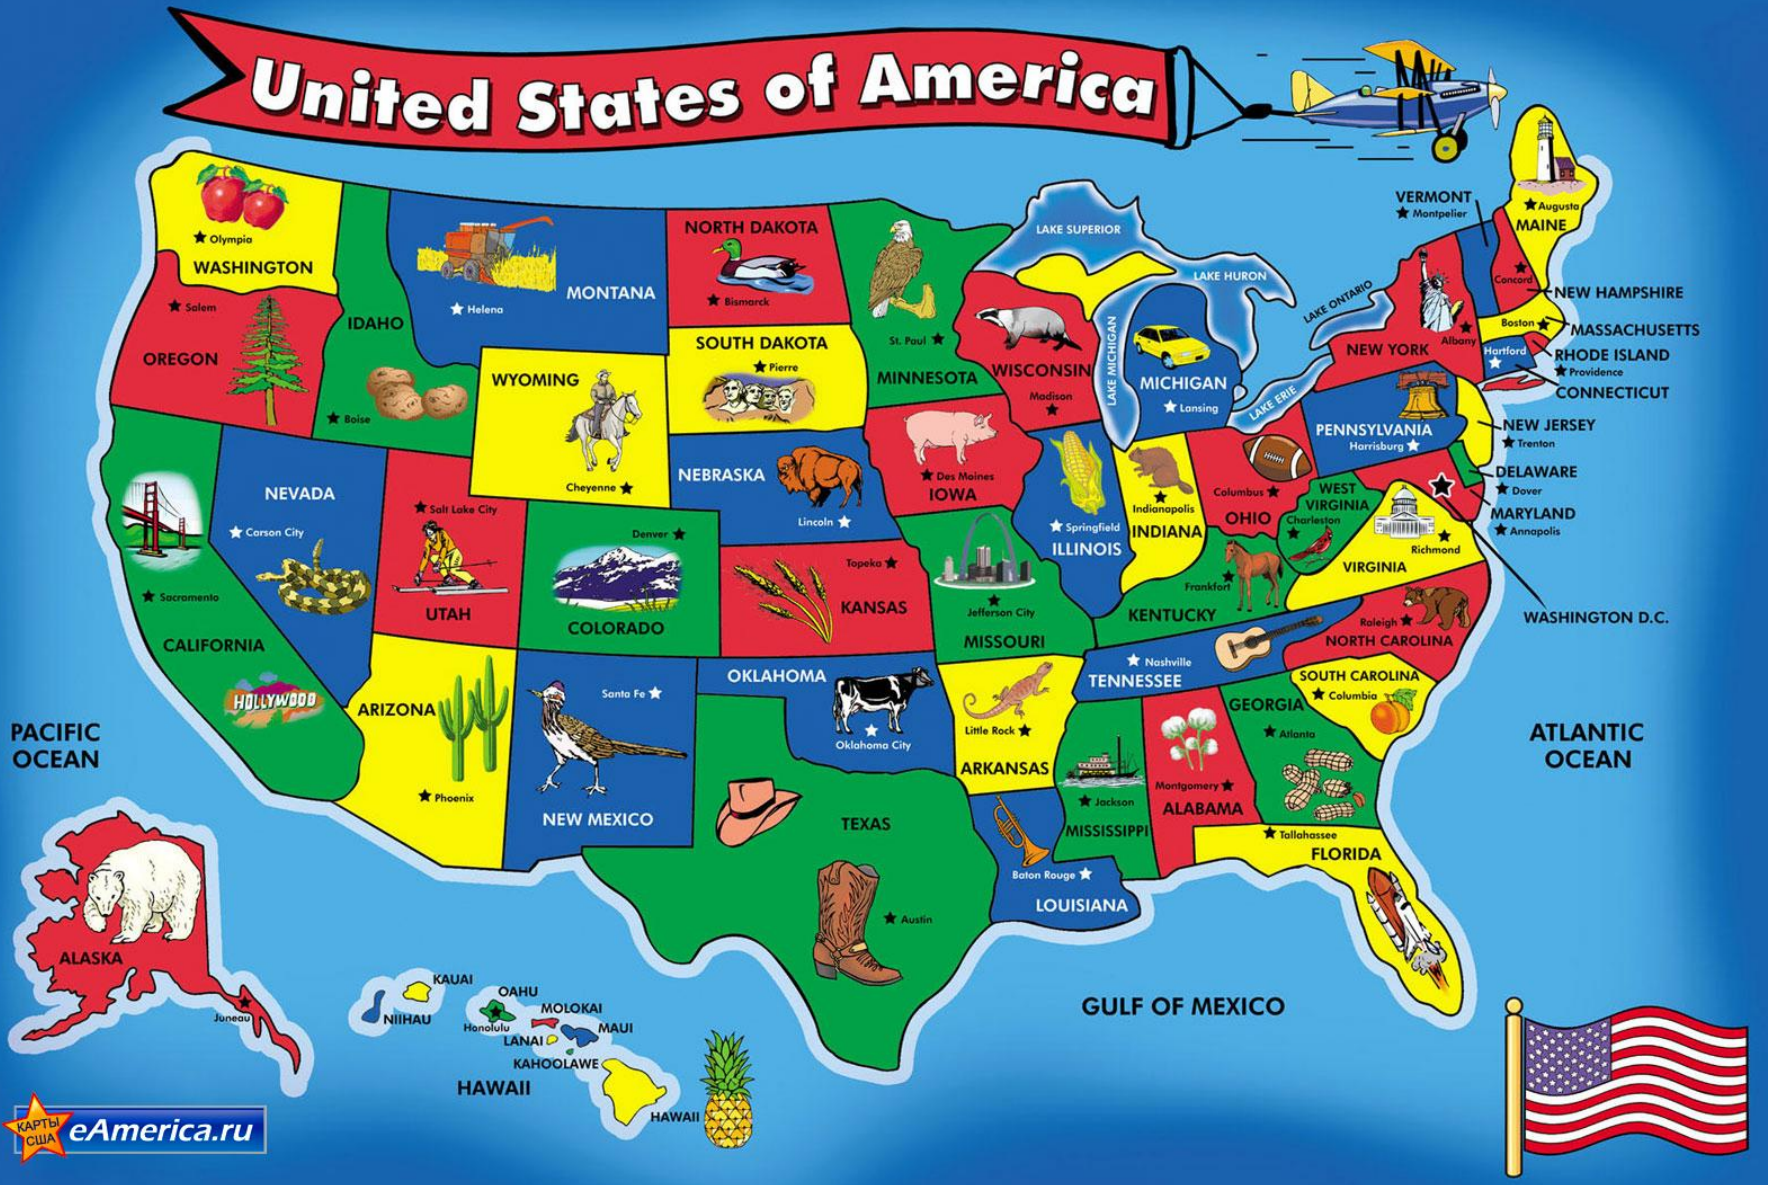 United States of America
Olympia
WASHINGTON
Salem
OREGON
IDAHO
Boise
MONTANA
Helena
NORTH DAKOTA
Bismarck
SOUTH DAKOTA
Pierre
WYOMING
Cheyenne
MINNESOTA
St. Paul
LAKE SUPERIOR
LAKE HURON
LAKE MICHIGAN
LAKE ONTARIO
LAKE ERIE
WISCONSIN
Madison
MICHIGAN
Lansing
VERMONT
Montpelier
Augusta
MAINE
Concord
NEW HAMPSHIRE
Boston
MASSACHUSETTS
Albany
NEW YORK
Hartford
RHODE ISLAND
Providence
CONNECTICUT
PENNSYLVANIA
Harrisburg
NEW JERSEY
Trenton
DELAWARE
Dover
MARYLAND
Annapolis
WASHINGTON D.C.
NEVADA
Carson City
Sacramento
CALIFORNIA
HOLLYWOOD
Salt Lake City
UTAH
Denver
COLORADO
NEBRASKA
Lincoln
Des Moines
IOWA
Topeka
KANSAS
Jefferson City
MISSOURI
Springfield
ILLINOIS
Indianapolis
INDIANA
Columbus
OHIO
WEST
VIRGINIA
Charleston
Richmond
VIRGINIA
Frankfort
KENTUCKY
Nashville
TENNESSEE
Raleigh
NORTH CAROLINA
SOUTH CAROLINA
Columbia
GEORGIA
Atlanta
ARIZONA
Phoenix
Santa Fe
NEW MEXICO
OKLAHOMA
Oklahoma City
Little Rock
ARKANSAS
TEXAS
Austin
Jackson
MISSISSIPPI
Montgomery
ALABAMA
Baton Rouge
LOUISIANA
Tallahassee
FLORIDA
PACIFIC
OCEAN
ATLANTIC
OCEAN
GULF OF MEXICO
ALASKA
Juneau
KAUAI
NIIHAU
OAHU
Honolulu
MOLOKAI
LANAI
MAUI
KAHOOLAWE
HAWAII
HAWAII
КАРТЫ
США
eAmerica.ru